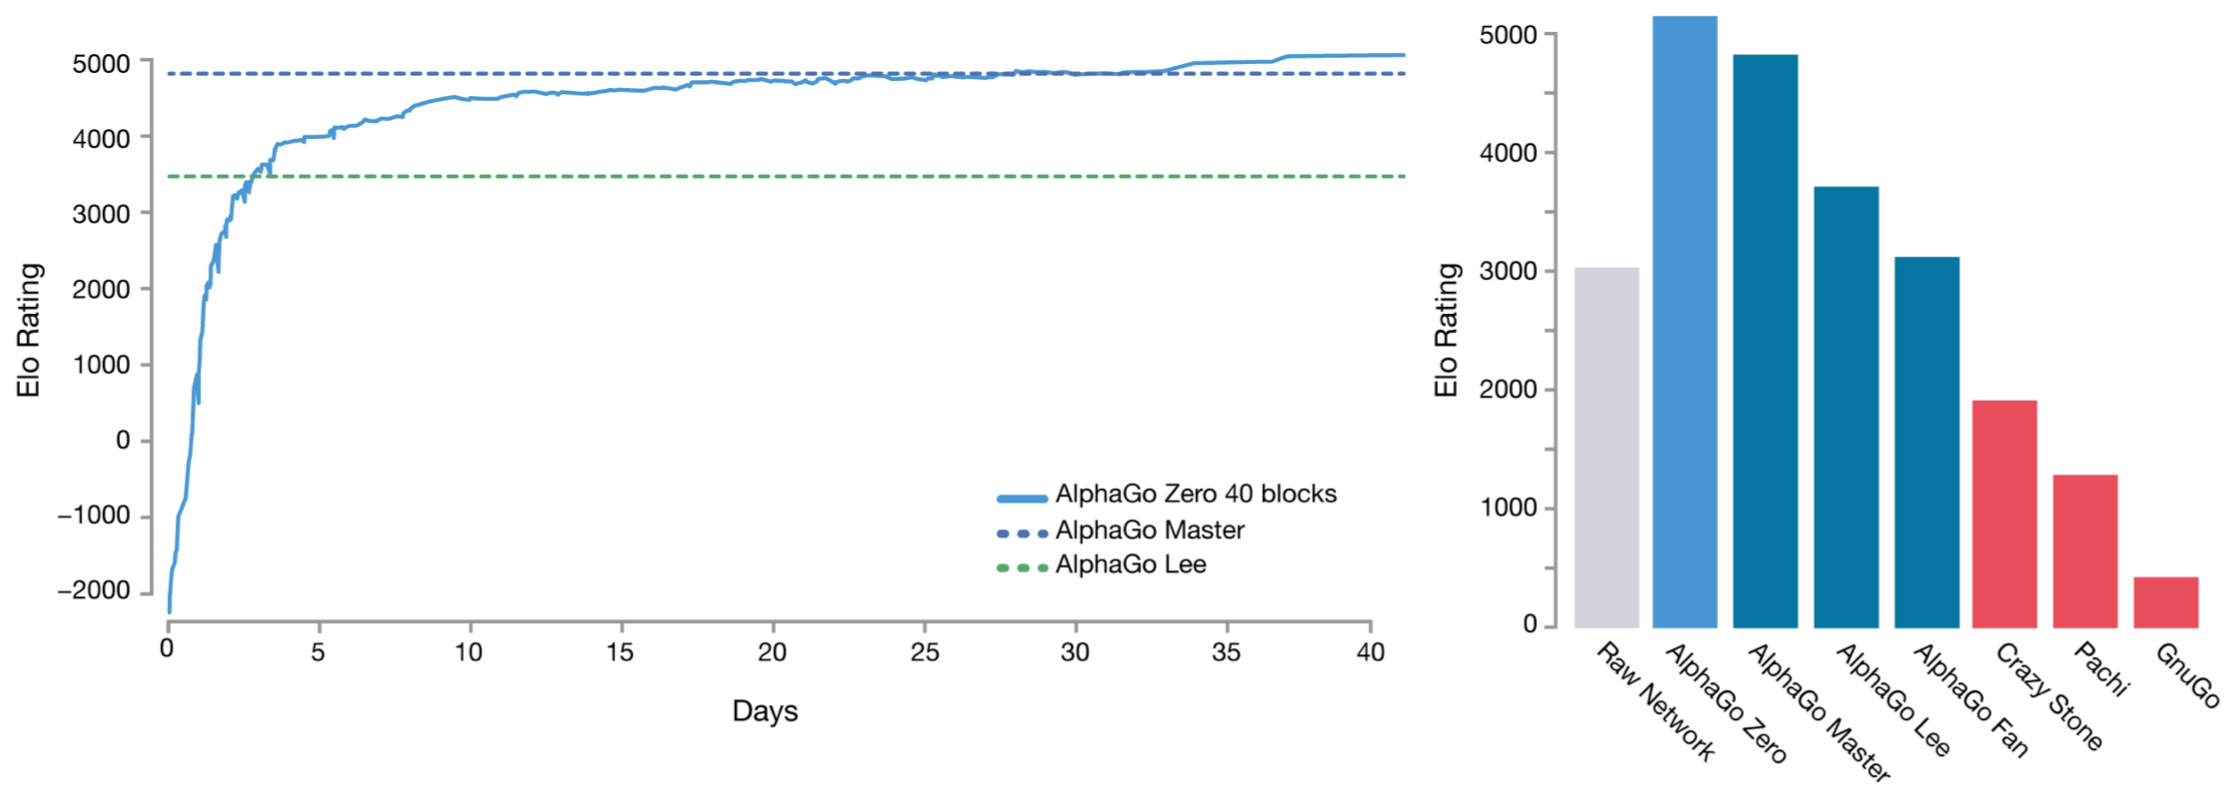 5000
4000
3000
2000
1000
0
−1000
−2000
Elo Rating
0 5 10 15 20 25 30 35 40
Days
AlphaGo Zero 40 blocks
AlphaGo Master
AlphaGo Lee
5000
4000
3000
2000
1000
0
Elo Rating
Raw Network
AlphaGo Zero
AlphaGo Master
AlphaGo Lee
AlphaGo Fan
Crazy Stone
Pachi
GnuGo